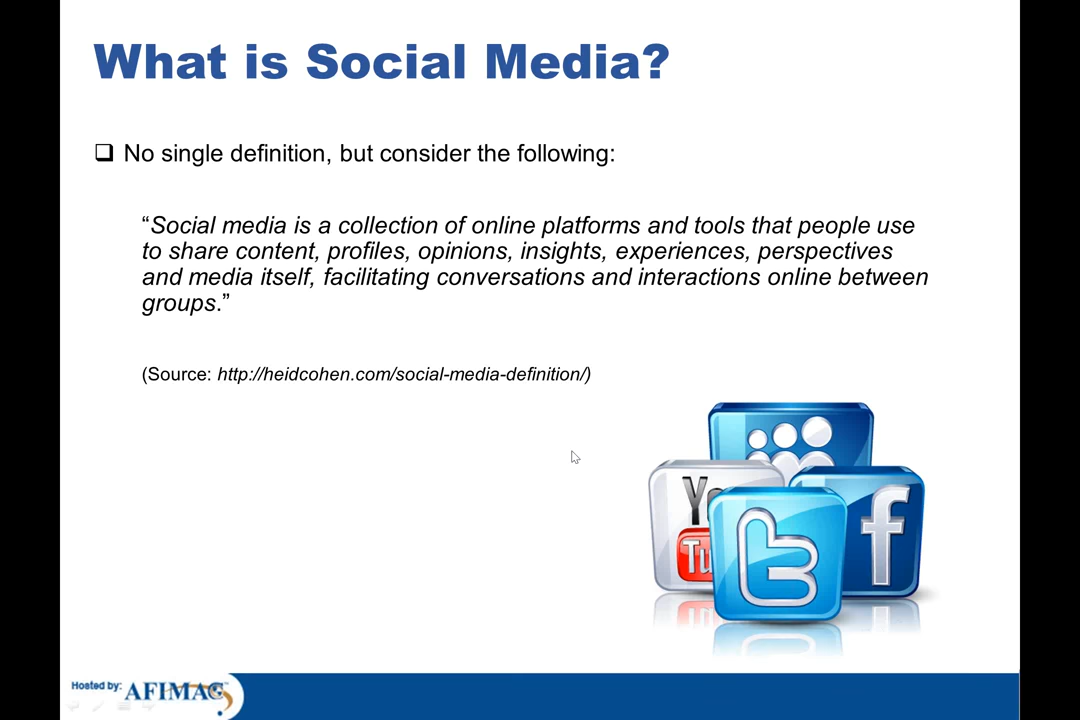 What is Social Media?
❑ No single definition, but consider the following:
“Social media is a collection of online platforms and tools that people use
to share content, profiles, opinions, insights, experiences, perspectives
and media itself, facilitating conversations and interactions online between
groups.”
(Source: http://heidcohen.com/social-media-definition/)
You
Tu
f
t
Hosted by: AFIMAC